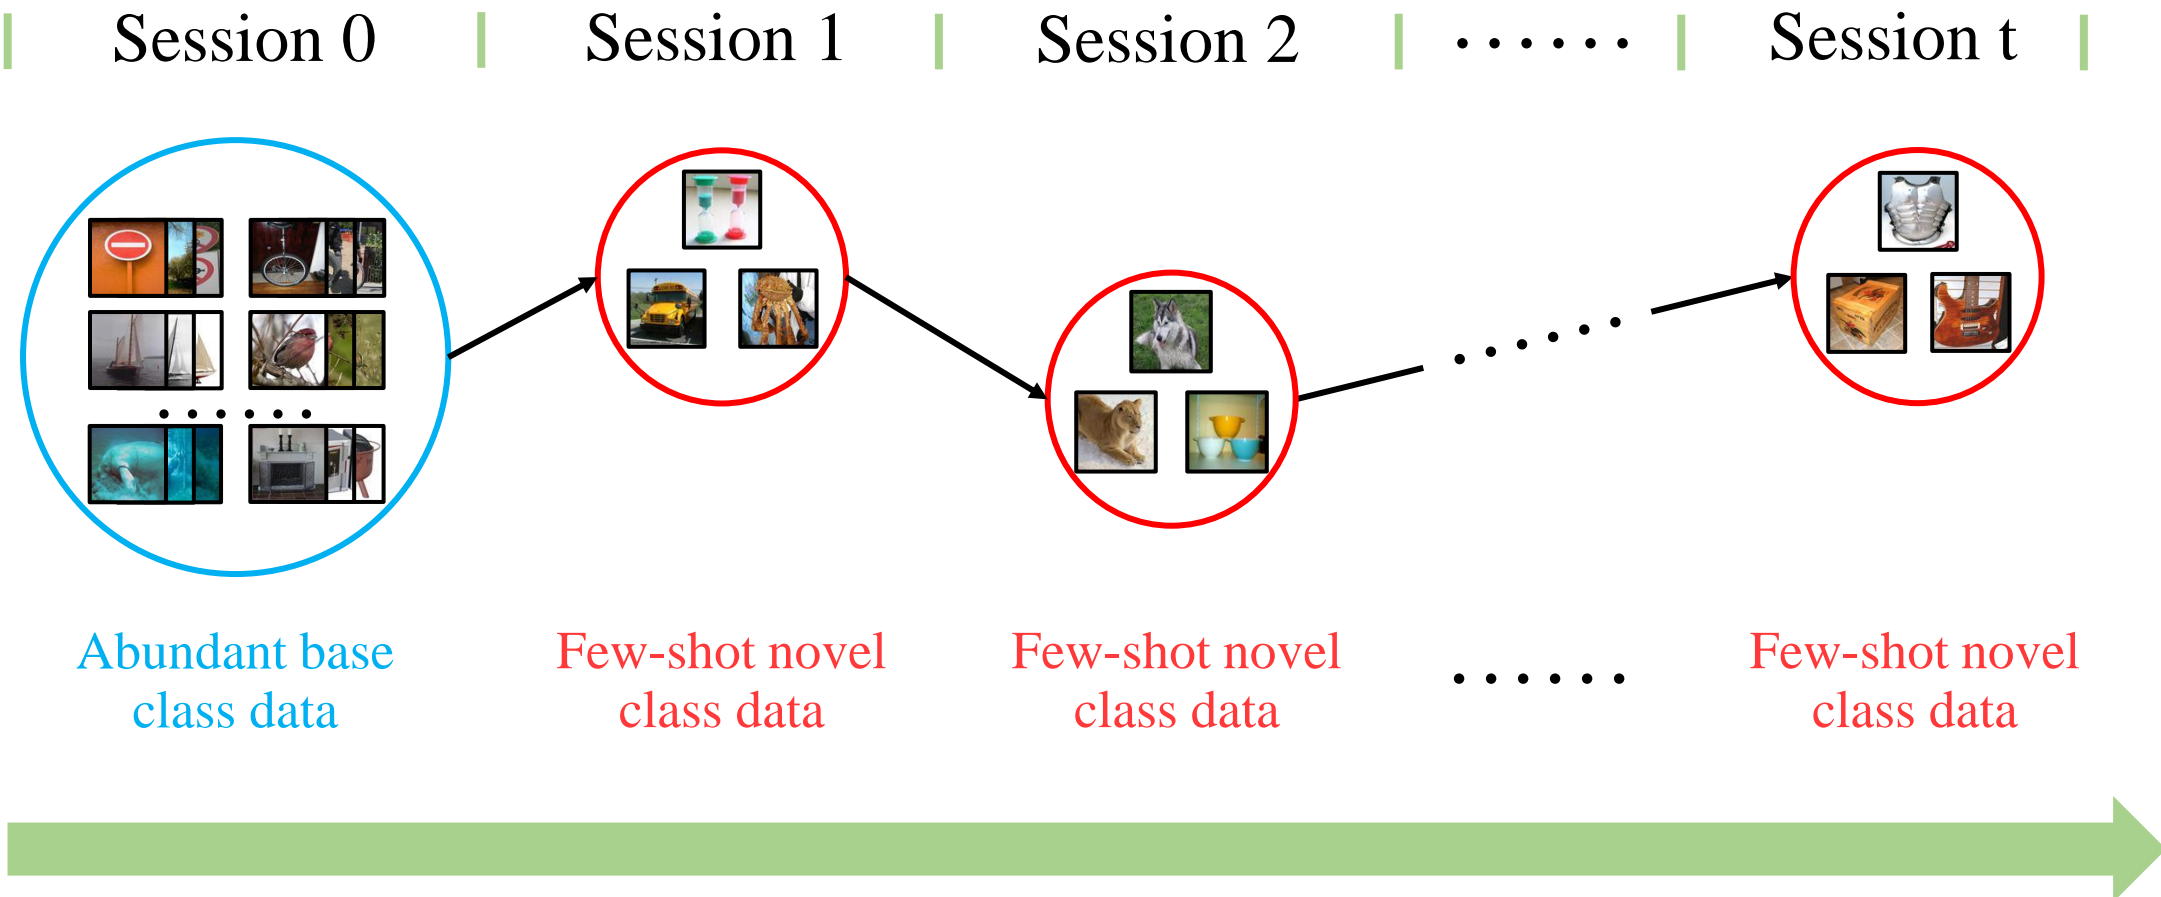 Session 0
Session 1
Session 2
......
Session t
......
......
Abundant base
class data
Few-shot novel
class data
Few-shot novel
class data
......
Few-shot novel
class data